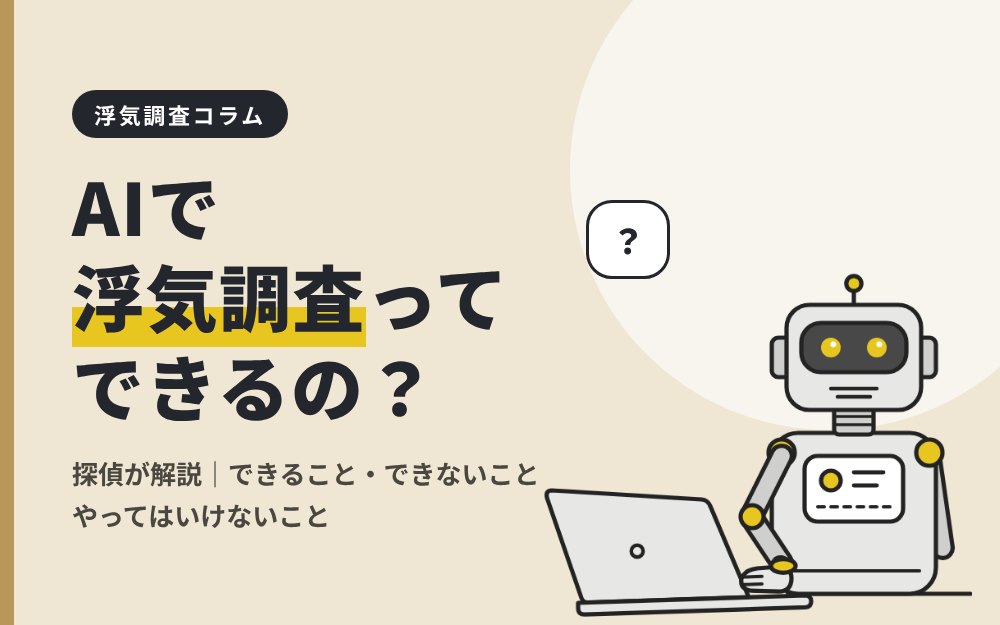 浮気調査コラム
AIで
浮気調査って
できるの？
探偵が解説｜できること・できないこと
やってはいけないこと
?